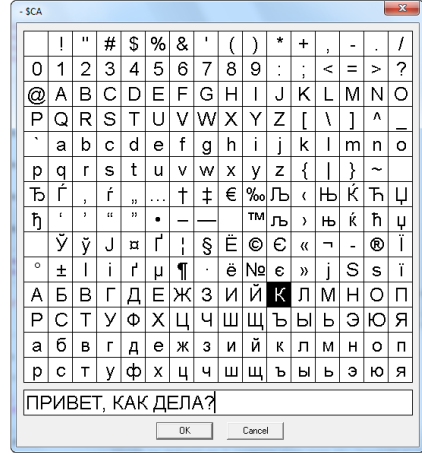 - $CA
! " # $ % & ' ( ) * + , - . /
0 1 2 3 4 5 6 7 8 9 : ; < = > ?
@ A B C D E F G H I J K L M N O
P Q R S T U V W X Y Z [ \ ] ^ _
` a b c d e f g h i j k l m n o
p q r s t u v w x y z { | } ~
Ђ Ѓ ‚ ѓ „ … † ‡ € ‰ Љ ‹ Њ Ќ Ћ Џ
ђ ‘ ’ “ ” • – — ™ љ › њ ќ ћ џ
Ў ў Ј ¤ Ґ ¦ § Ё © Є « ¬ - ® Ї
° ± І і ґ µ ¶ · ё № є » ј Ѕ ѕ ї
А Б В Г Д Е Ж З И Й К Л М Н О П
Р С Т У Ф Х Ц Ч Ш Щ Ъ Ы Ь Э Ю Я
а б в г д е ж з и й к л м н о п
р с т у ф х ц ч ш щ ъ ы ь э ю я
ПРИВЕТ, КАК ДЕЛА?
OK Cancel